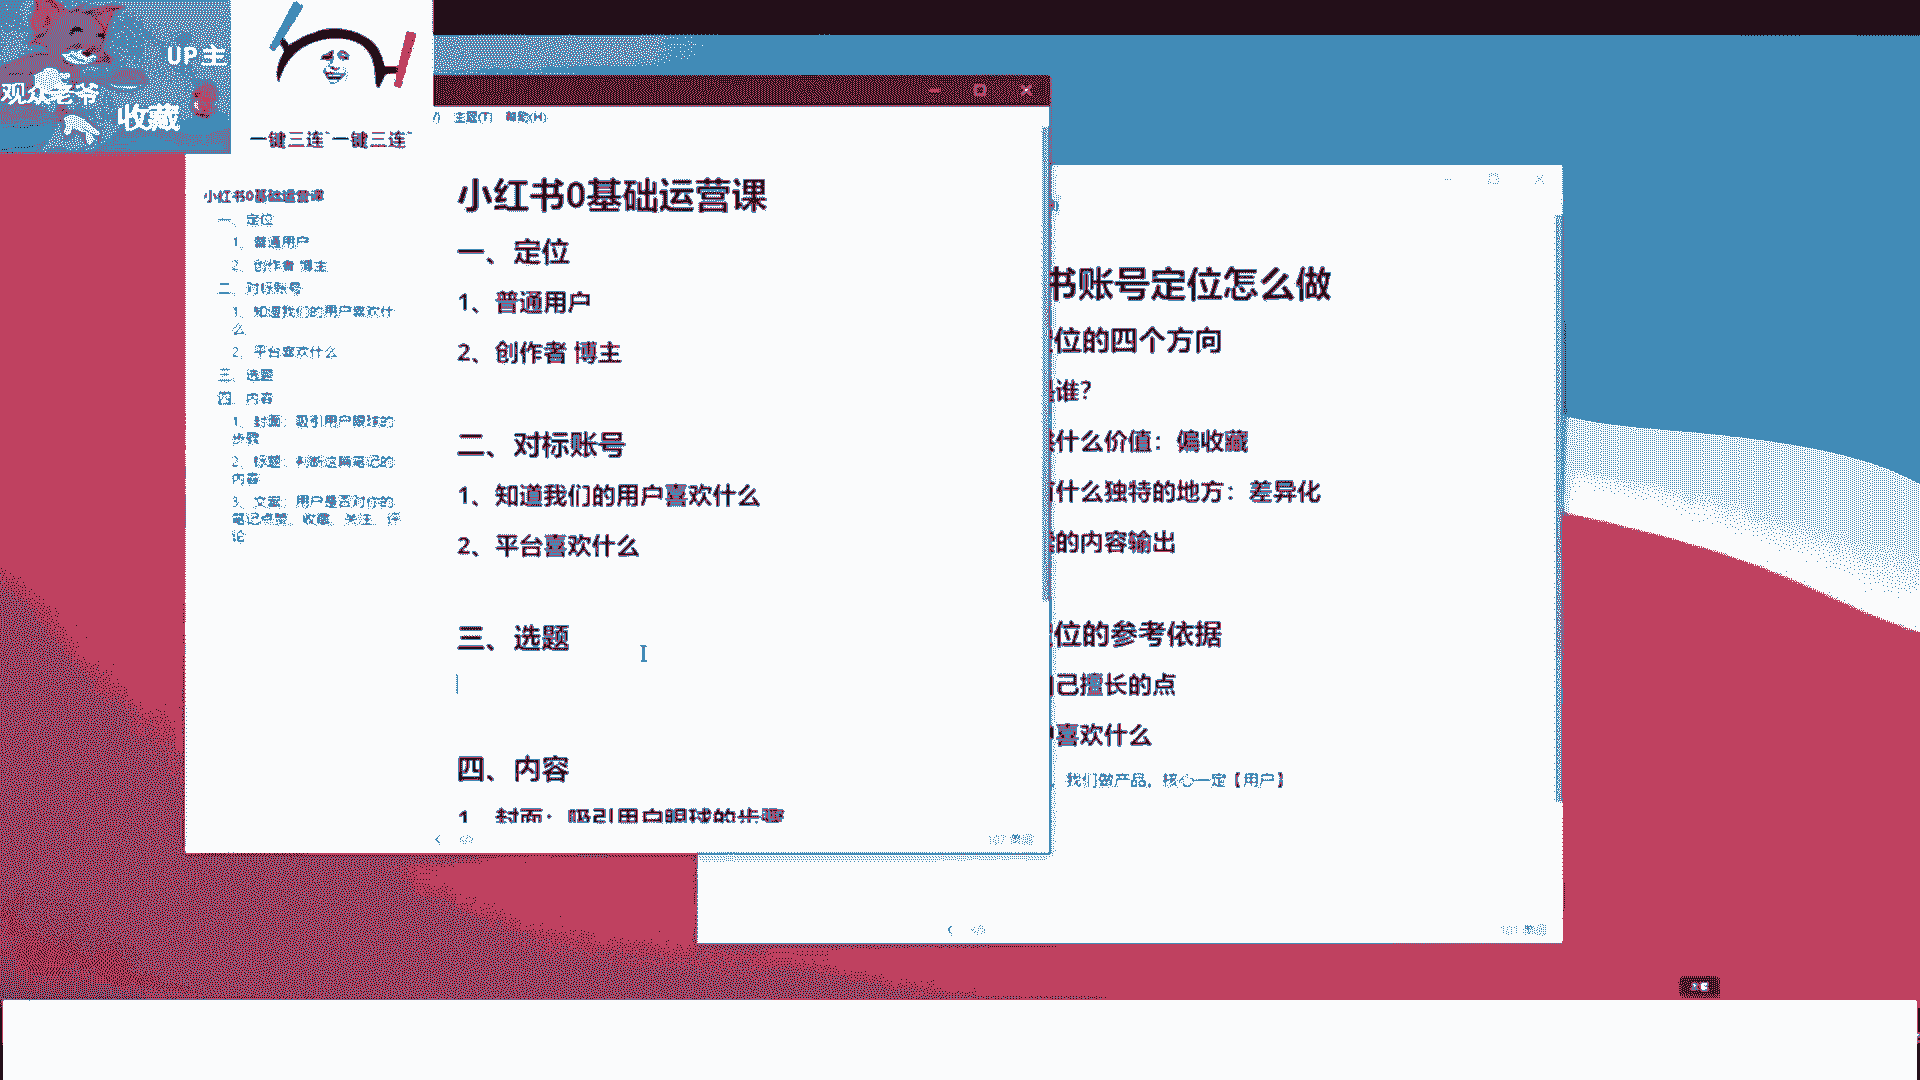 UP主
观众老爷
收藏
一键三连 一键三连
主题(T) 帮助(H)
小红书0基础运营课
一、定位
1、普通用户
2、创作者 博主
二、对标账号
1、知道我们的用户喜欢什
么
2、平台喜欢什么
三、选题
四、内容
1、封面：吸引用户眼球的
步骤
2、标题：判断这篇笔记的
内容
3、文案：用户是否对你的
笔记点赞、收藏、关注、评
论
小红书0基础运营课
一、定位
1、普通用户
2、创作者 博主
二、对标账号
1、知道我们的用户喜欢什么
2、平台喜欢什么
三、选题
四、内容
1、封面：吸引用户眼球的步骤
107 单词
书账号定位怎么做
位的四个方向
谁？
什么价值：偏收藏
什么独特的地方：差异化
的内容输出
位的参考依据
己擅长的点
喜欢什么
我们做产品，核心一定【用户】